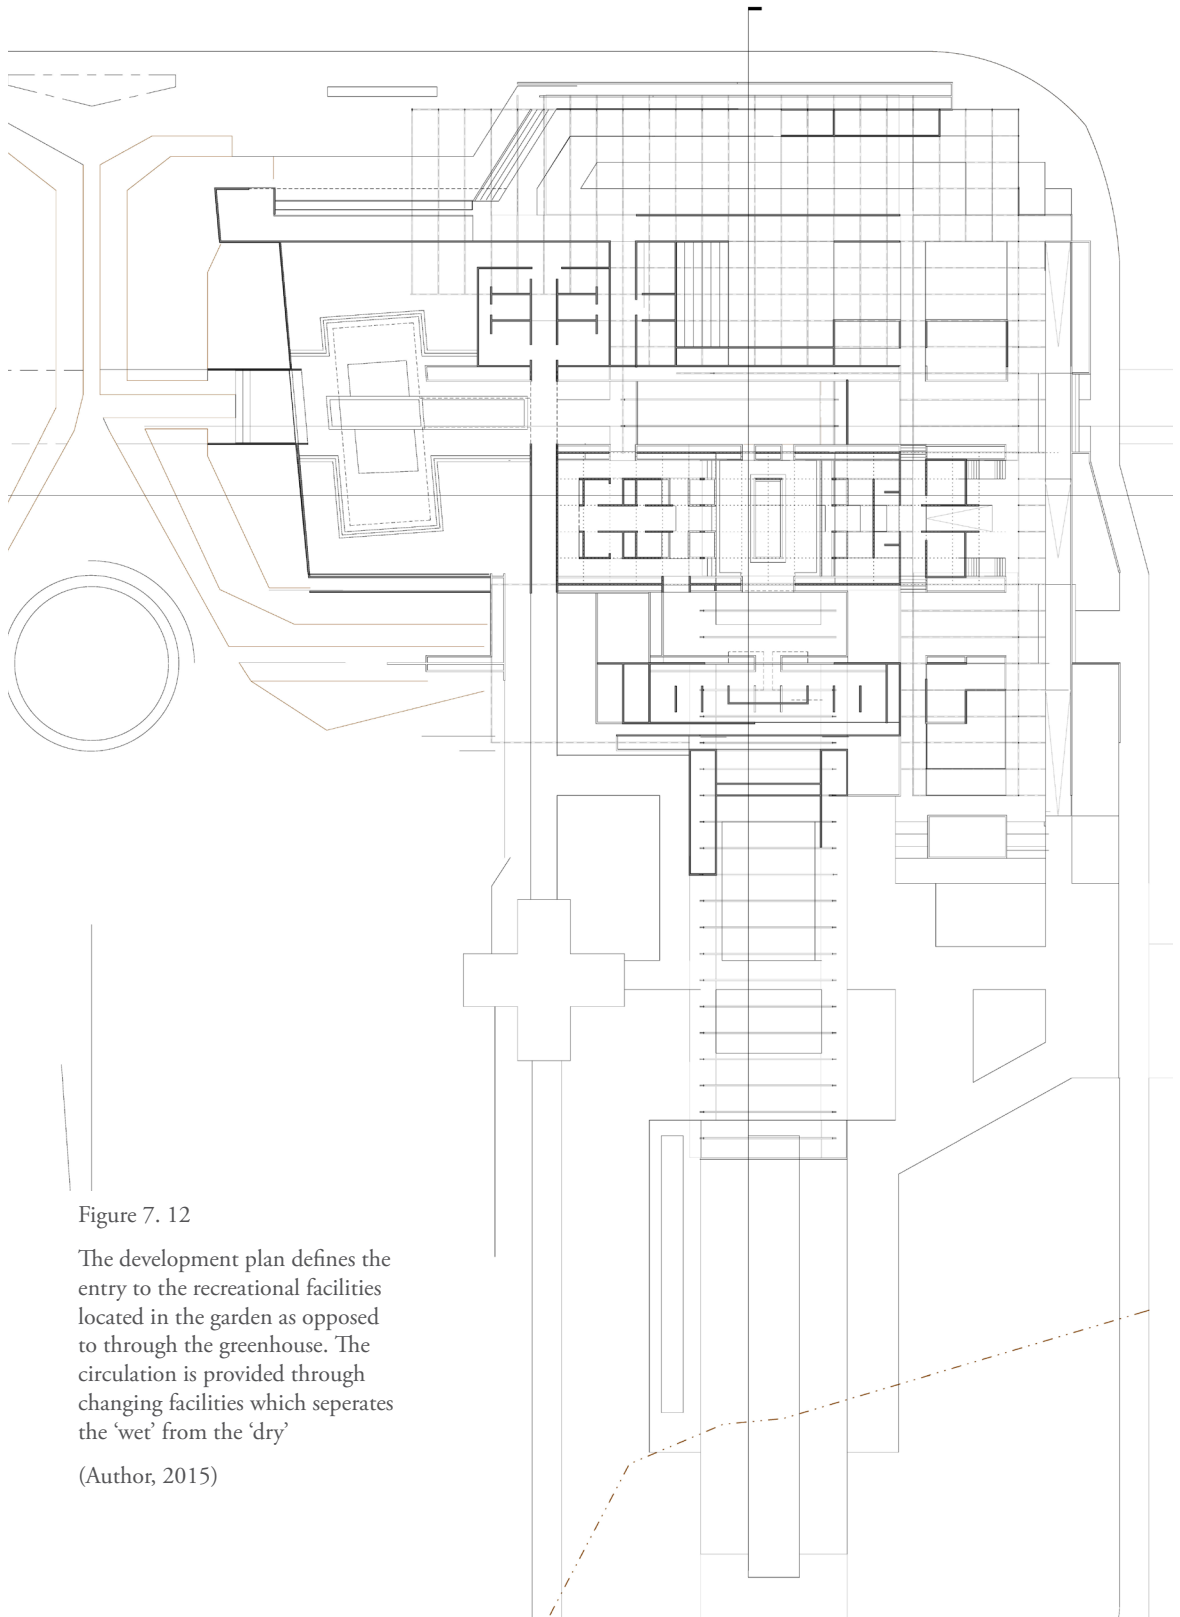 Figure 7. 12
The development plan defines the
entry to the recreational facilities
located in the garden as opposed
to through the greenhouse. The
circulation is provided through
changing facilities which seperates
the ‘wet’ from the ‘dry’
(Author, 2015)